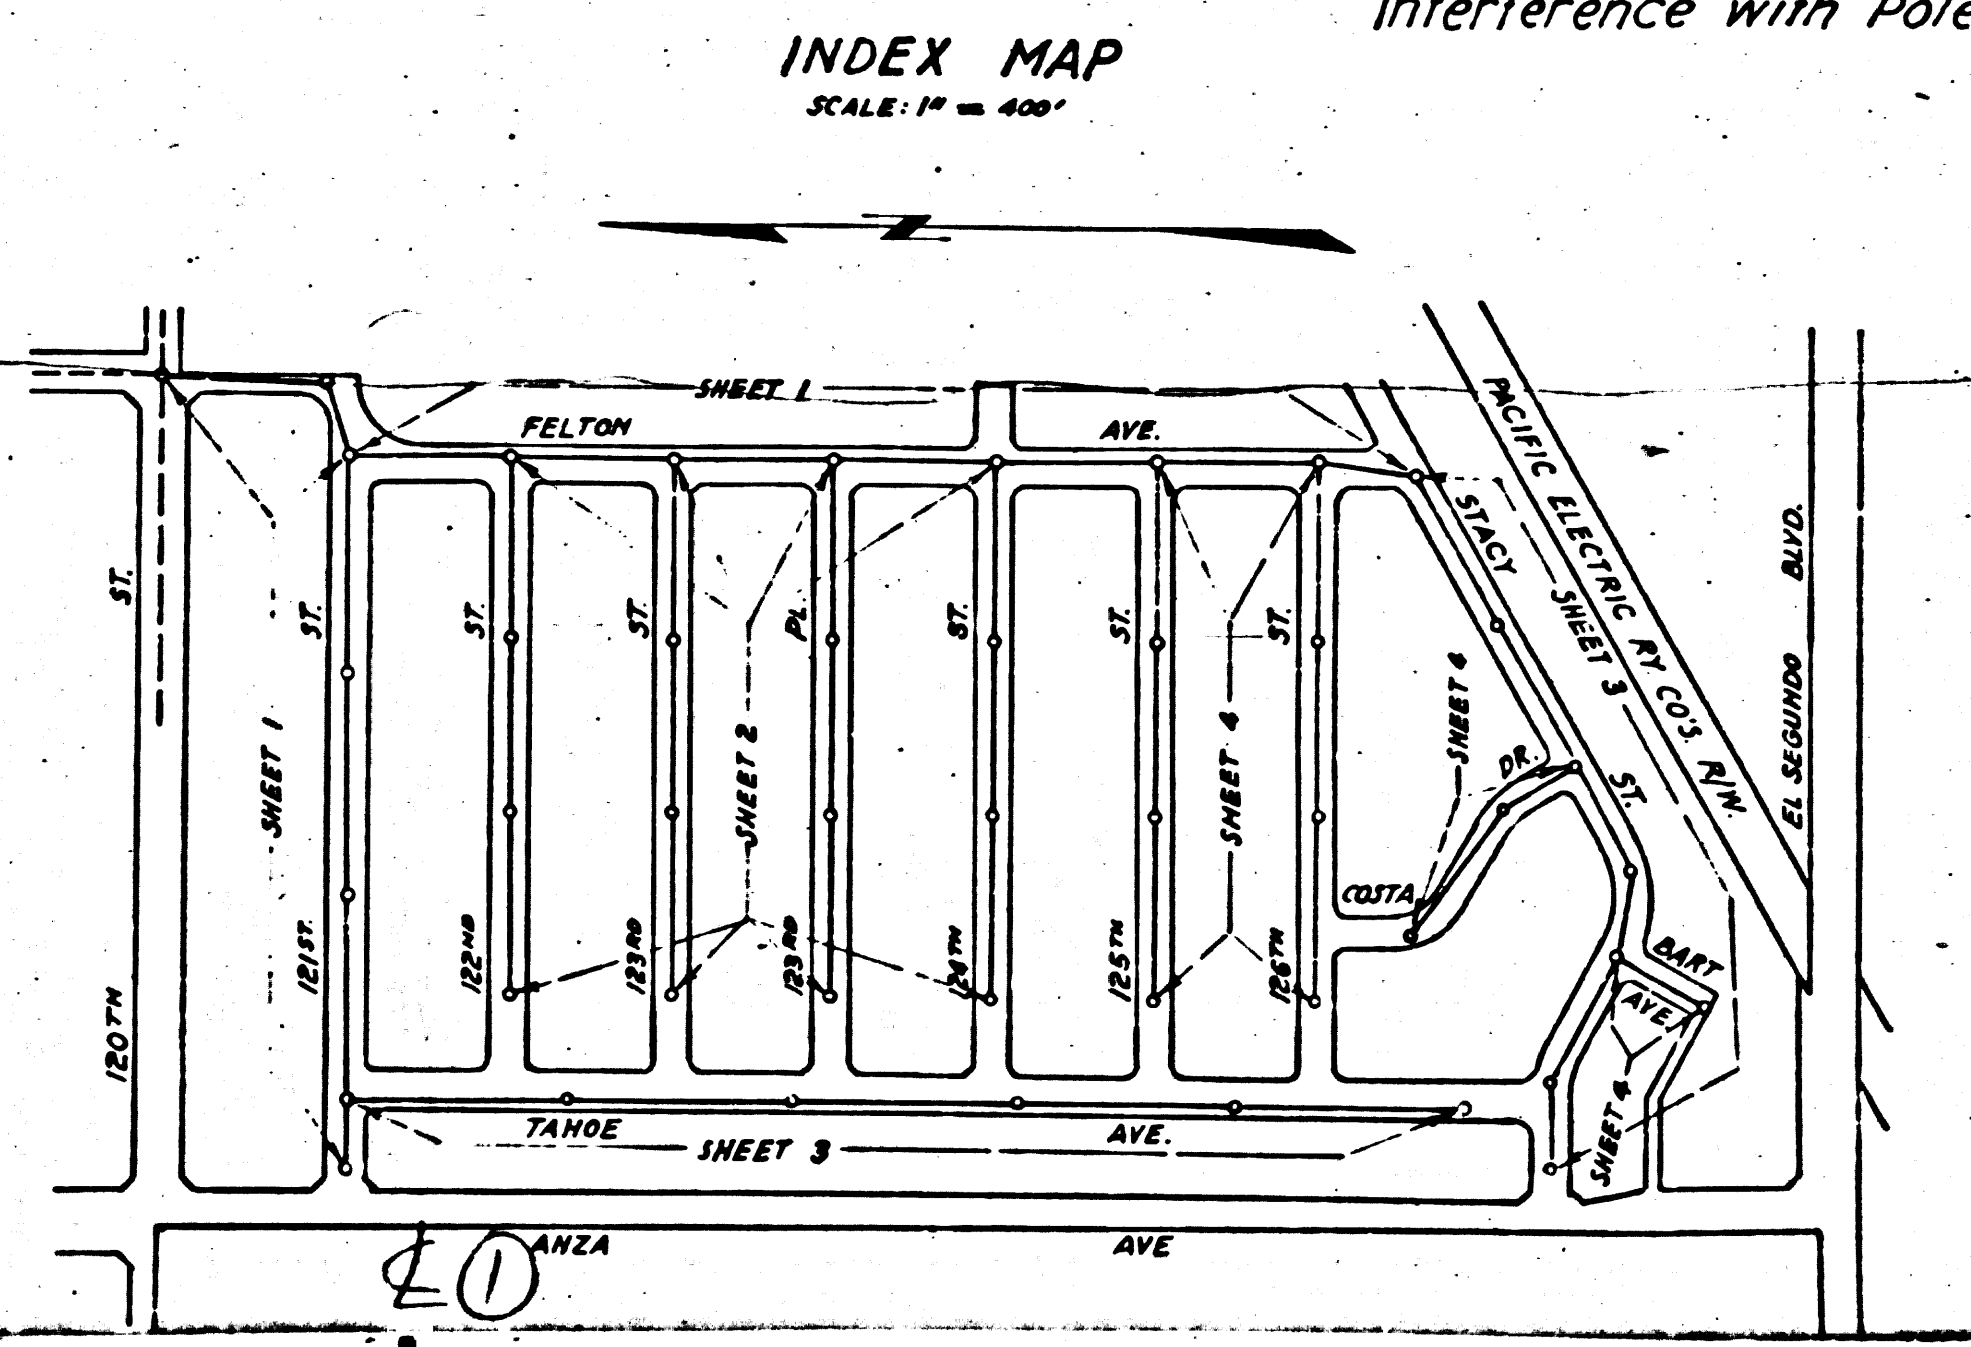 Interference with Pole
INDEX MAP
SCALE: 1" = 400'
SHEET 1
FELTON AVE.
PACIFIC ELECTRIC RY CO'S. R/W.
STACY ST.
SHEET 3
EL SEGUNDO BLVD.
120TH ST.
SHEET 1
121ST. ST.
122ND ST.
123RD ST.
SHEET 2
123RD PL.
124TH ST.
125TH ST.
SHEET 4
126TH ST.
SHEET 4
COSTA DR.
BART AVE.
SHEET 4
TAHOE AVE.
SHEET 3
ANZA AVE
1